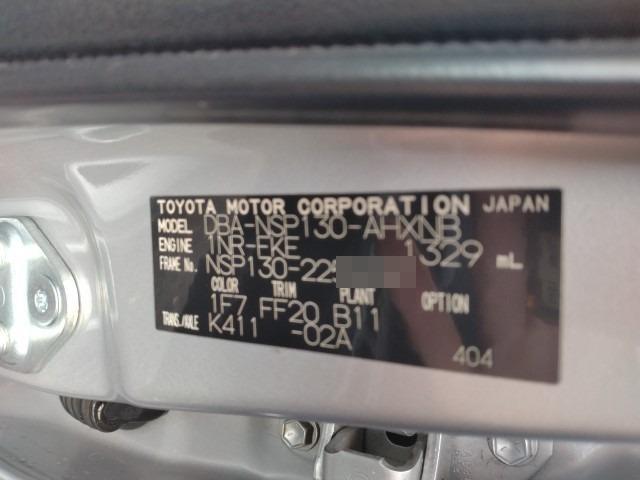 TOYOTA MOTOR CORPORATION JAPAN
MODEL DBA-NSP130-AHXNB
ENGINE 1NR-FKE 1329 mL
FRAME No. NSP130-22
COLOR TRIM PLANT OPTION
1F7 FF20 B11
TRANS./AXLE K411 -02A
404